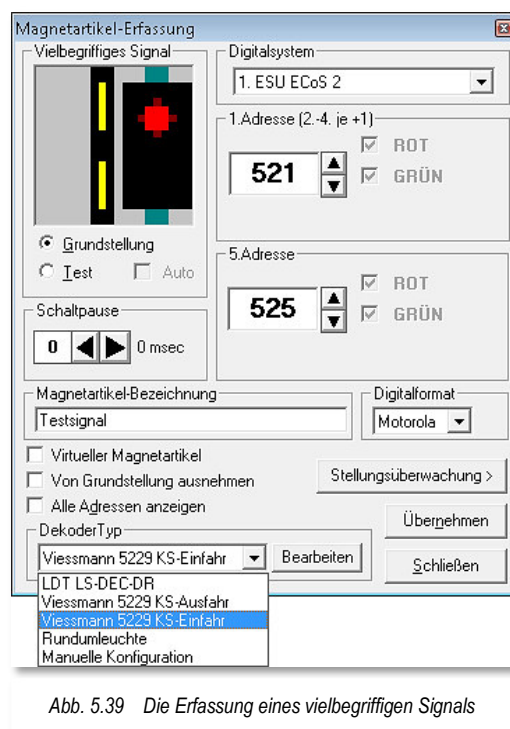 Magnetartikel-Erfassung
Vielbegriffiges Signal
Grundstellung
Test Auto
Schaltpause
0 0 msec
Digitalsystem
1. ESU ECoS 2
1.Adresse (2.-4. je +1)
521
ROT
GRÜN
5.Adresse
525
ROT
GRÜN
Magnetartikel-Bezeichnung
Testsignal
Digitalformat
Motorola
Virtueller Magnetartikel
Von Grundstellung ausnehmen
Alle Adressen anzeigen
Stellungsüberwachung >
Übernehmen
Schließen
DekoderTyp
Viessmann 5229 KS-Einfahr Bearbeiten
LDT LS-DEC-DR
Viessmann 5229 KS-Ausfahr
Viessmann 5229 KS-Einfahr
Rundumleuchte
Manuelle Konfiguration
Abb. 5.39 Die Erfassung eines vielbegriffigen Signals